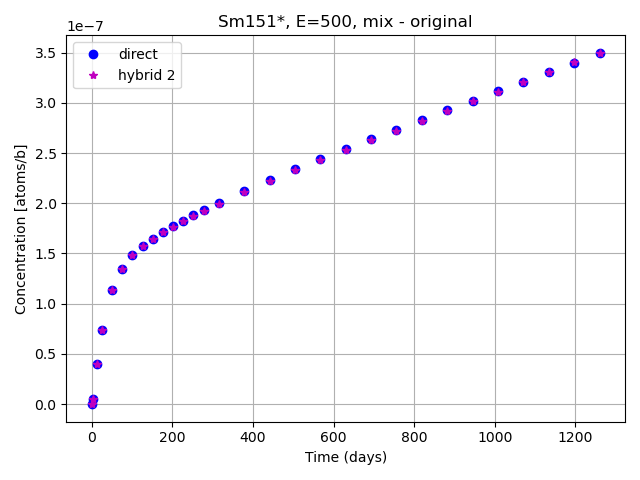 Sm151*, E=500, mix - original
1e−7
direct
hybrid 2
3.5
3.0
2.5
2.0
1.5
1.0
0.5
0.0
Concentration [atoms/b]
0 200 400 600 800 1000 1200
Time (days)